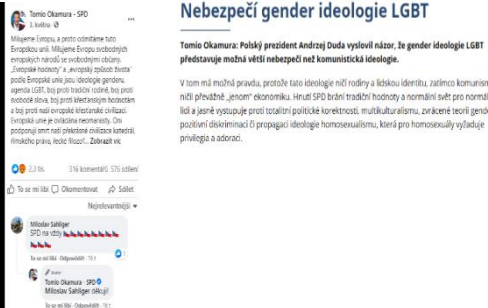 Tomio Okamura - SPD
3. května
Milujeme Evropu, a proto odmítáme tuto
Evropskou unii. Milujeme Evropu svobodných
evropských národů se svobodnými občany.
„Evropské hodnoty“ a „evropský způsob života“
podle Evropské unie jsou ideologie genderu,
agenda LGBT, boj proti tradiční rodině, boj proti
svobodě slova, boj proti křesťanským hodnotám
a boj proti naší evropské křesťanské civilizaci.
Evropská unie je ovládána neomarxisty. Oni
podporují smrt naší překrásné civilizace katedrál,
římského práva, řecké filozof... Zobrazit víc
2,3 tis.
316 komentářů 576 sdílení
To se mi líbí Okomentovat Sdílet
Nejrelevantnější
Miloslav Sahliger
SPD na vždy
To se mi líbí · Odpovědět · 16 t
Autor
Tomio Okamura - SPD
Miloslav Sahliger děkuji!
To se mi líbí · Odpovědět · 16 t
Nebezpečí gender ideologie LGBT
Tomio Okamura: Polský prezident Andrzej Duda vyslovil názor, že gender ideologie LGBT
představuje možná větší nebezpečí než komunistická ideologie.
V tom má možná pravdu, protože tato ideologie ničí rodiny a lidskou identitu, zatímco komunism
ničil převážně „jenom“ ekonomiku. Hnutí SPD brání tradiční hodnoty a normální svět pro normál
lidi a jasně vystupuje proti totalitní politické korektnosti, multikulturalismu, zvrácené teorii gende
pozitivní diskriminaci či propagaci ideologie homosexualismu, která pro homosexuály vyžaduje
privilegia a adoraci.